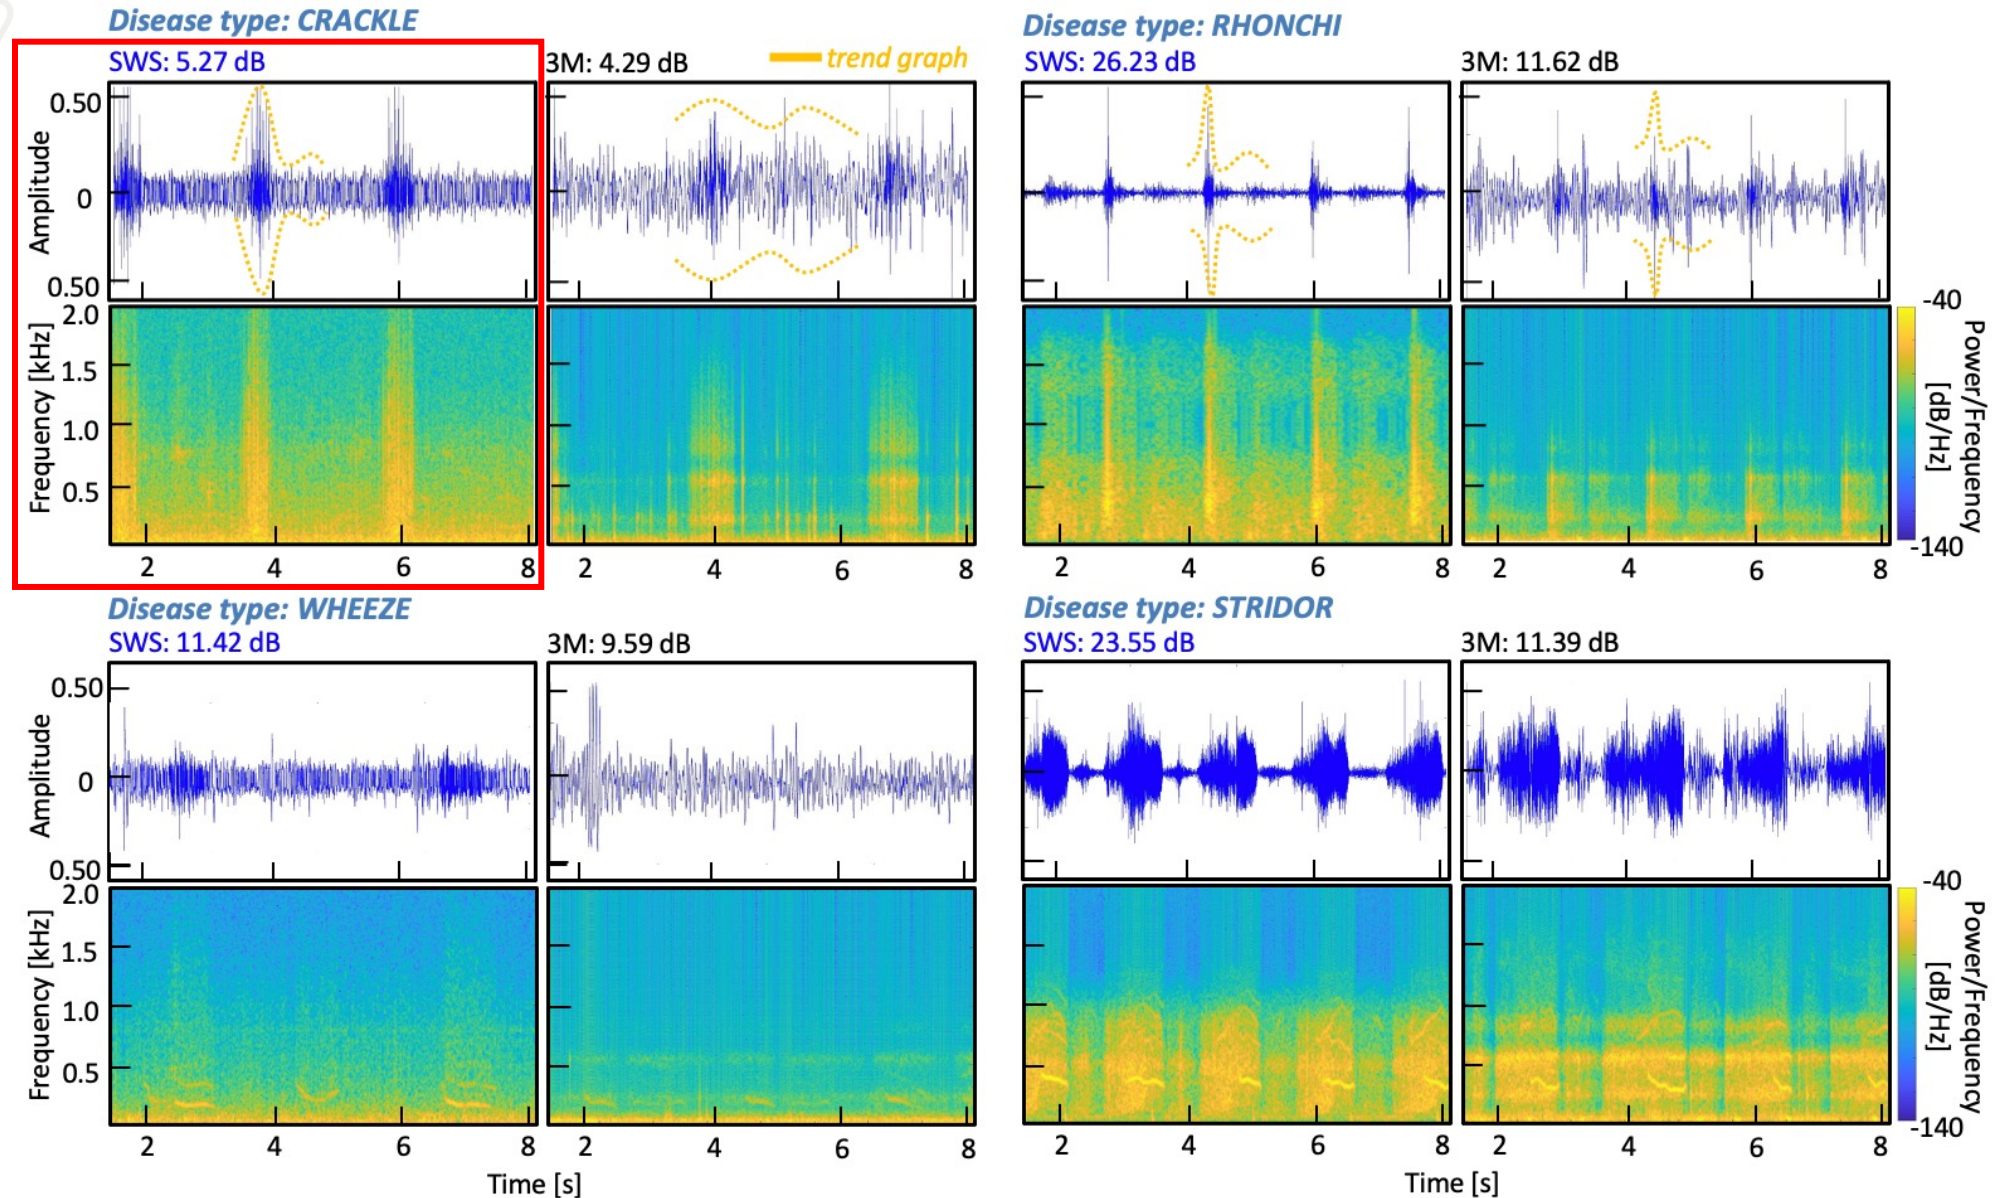 Disease type: CRACKLE
SWS: 5.27 dB
3M: 4.29 dB
trend graph
Amplitude
0.50
0
0.50
Frequency [kHz]
2.0
1.5
1.0
0.5
2 4 6 8
2 4 6 8
Disease type: RHONCHI
SWS: 26.23 dB
3M: 11.62 dB
2 4 6 8
2 4 6 8
-40
-140
Power/Frequency
[dB/Hz]
Disease type: WHEEZE
SWS: 11.42 dB
3M: 9.59 dB
Amplitude
0.50
0
0.50
Frequency [kHz]
2.0
1.5
1.0
0.5
2 4 6 8
2 4 6 8
Time [s]
Disease type: STRIDOR
SWS: 23.55 dB
3M: 11.39 dB
2 4 6 8
2 4 6 8
Time [s]
-40
-140
Power/Frequency
[dB/Hz]